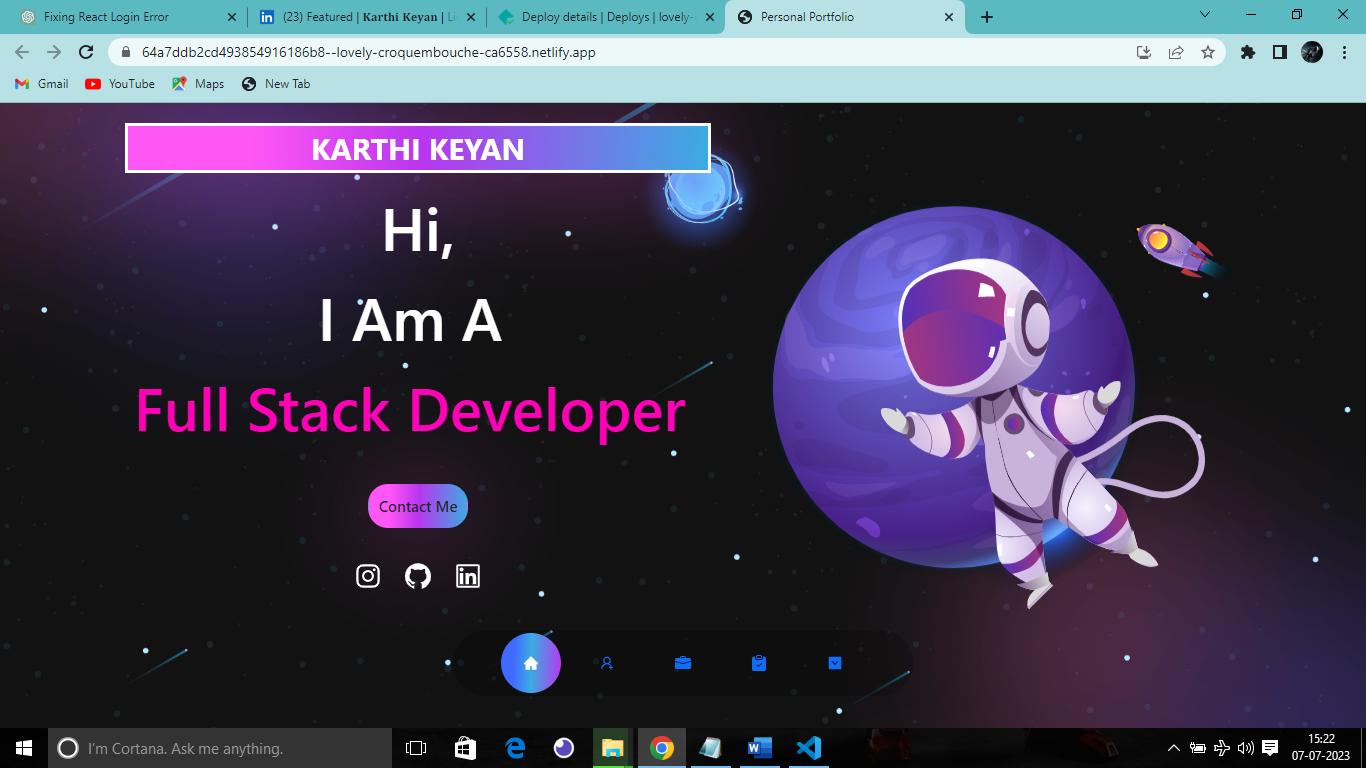 Fixing React Login Error
(23) Featured | 𝐊𝐚𝐫𝐭𝐡𝐢 𝐊𝐞𝐲𝐚𝐧 | Li
Deploy details | Deploys | lovely-
Personal Portfolio
64a7ddb2cd493854916186b8--lovely-croquembouche-ca6558.netlify.app
Gmail
YouTube
Maps
New Tab
KARTHI KEYAN
Hi,
I Am A
Full Stack Developer
Contact Me
I'm Cortana. Ask me anything.
15:22
07-07-2023